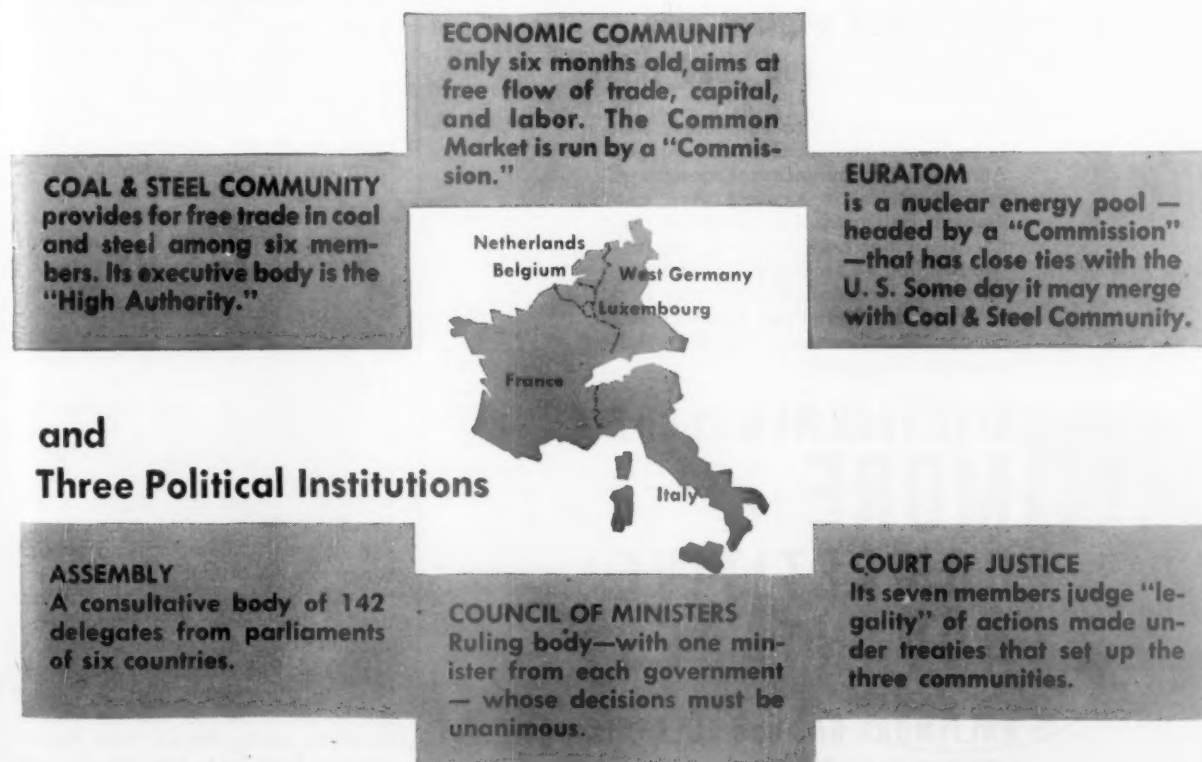 ECONOMIC COMMUNITY
only six months old, aims at
free flow of trade, capital,
and labor. The Common
Market is run by a "Commis-
sion."
COAL & STEEL COMMUNITY
provides for free trade in coal
and steel among six mem-
bers. Its executive body is the
"High Authority."
EURATOM
is a nuclear energy pool —
headed by a "Commission"
—that has close ties with the
U. S. Some day it may merge
with Coal & Steel Community.
Netherlands
Belgium
West Germany
Luxembourg
France
Italy
and
Three Political Institutions
ASSEMBLY
A consultative body of 142
delegates from parliaments
of six countries.
COUNCIL OF MINISTERS
Ruling body—with one min-
ister from each government
— whose decisions must be
unanimous.
COURT OF JUSTICE
Its seven members judge "le-
gality" of actions made un-
der treaties that set up the
three communities.